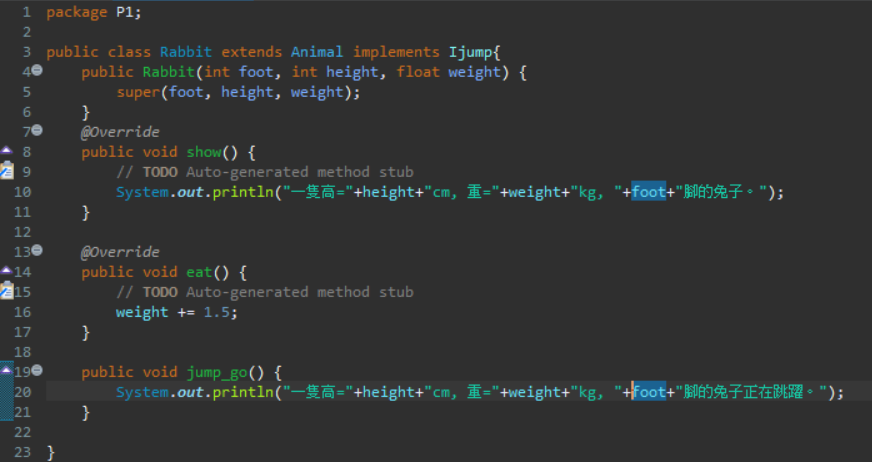 1 package P1;
2
3 public class Rabbit extends Animal implements Ijump{
4     public Rabbit(int foot, int height, float weight) {
5         super(foot, height, weight);
6     }
7     @Override
8     public void show() {
9         // TODO Auto-generated method stub
10         System.out.println("一隻高="+height+"cm, 重="+weight+"kg, "+foot+"腳的兔子。");
11     }
12
13     @Override
14     public void eat() {
15         // TODO Auto-generated method stub
16         weight += 1.5;
17     }
18
19     public void jump_go() {
20         System.out.println("一隻高="+height+"cm, 重="+weight+"kg, "+foot+"腳的兔子正在跳躍。");
21     }
22
23 }